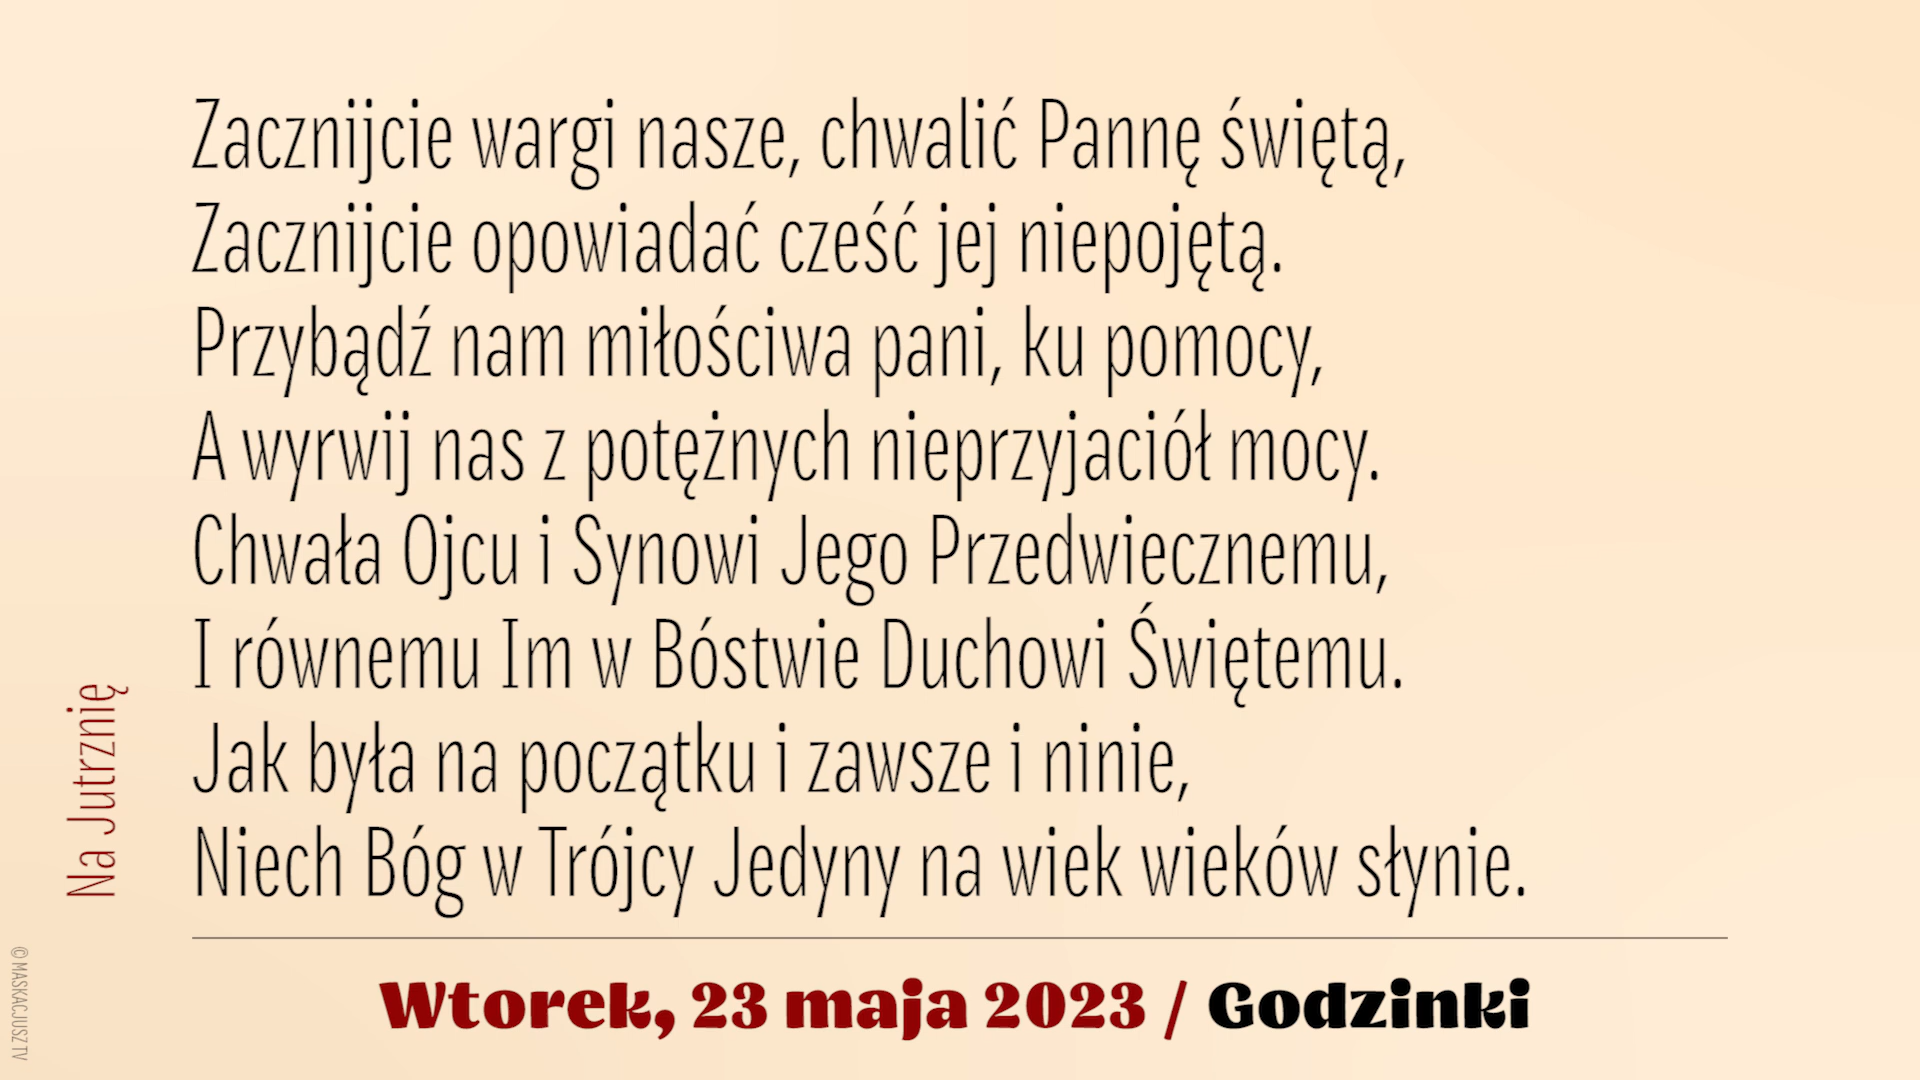 Zacznijcie wargi nasze, chwalić Pannę świętą,
Zacznijcie opowiadać cześć jej niepojętą.
Przybądź nam miłościwa pani, ku pomocy,
A wyrwij nas z potężnych nieprzyjaciół mocy.
Chwała Ojcu i Synowi Jego Przedwiecznemu,
I równemu Im w Bóstwie Duchowi Świętemu.
Jak była na początku i zawsze i ninie,
Niech Bóg w Trójcy Jedyny na wiek wieków słynie.
Na Jutrznię
Wtorek, 23 maja 2023 / Godzinki
© MASKACJUSZ TV